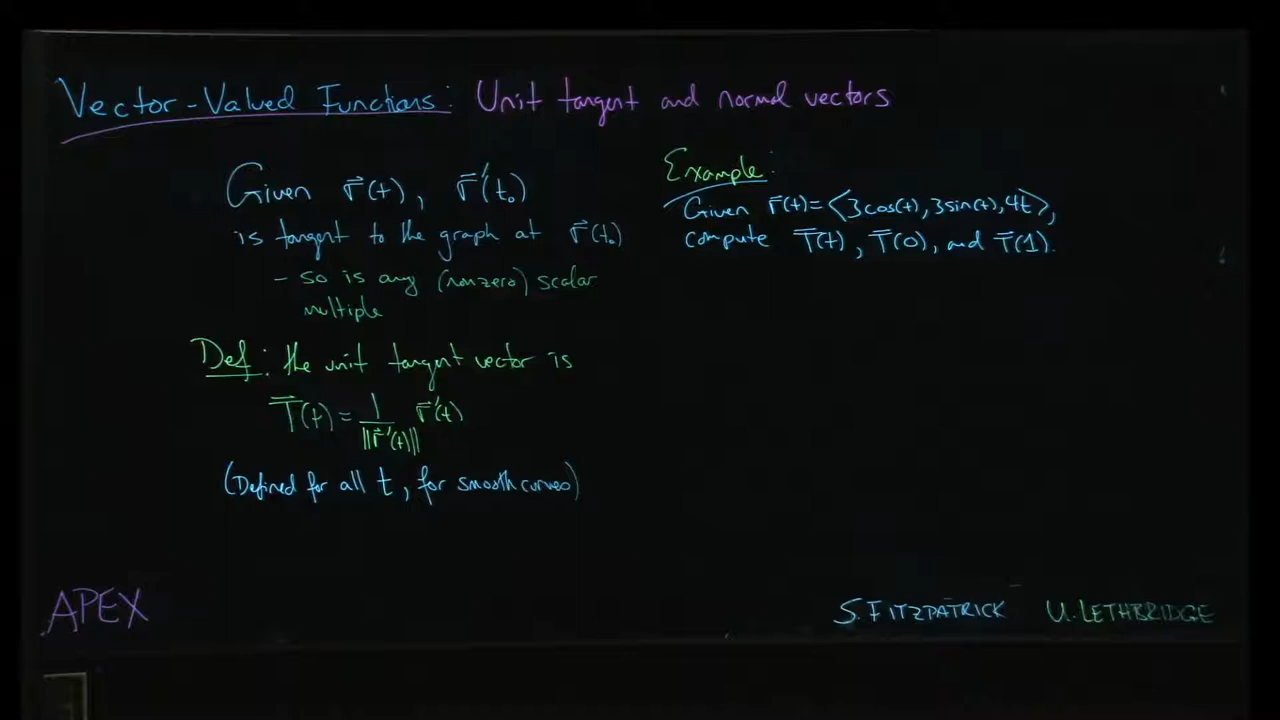 Vector-Valued Functions: Unit tangent and normal vectors
Given r⃗(t), r⃗'(t₀)
is tangent to the graph at r⃗(t₀)
- so is any (nonzero) scalar
multiple
Def: the unit tangent vector is
T⃗(t) = 1/||r⃗'(t)|| r⃗'(t)
(Defined for all t, for smooth curves)
Example:
Given r⃗(t)=⟨3cos(t), 3sin(t), 4t⟩,
compute T⃗(t), T⃗(0), and T⃗(1).
APEX
S. FITZPATRICK U. LETHBRIDGE